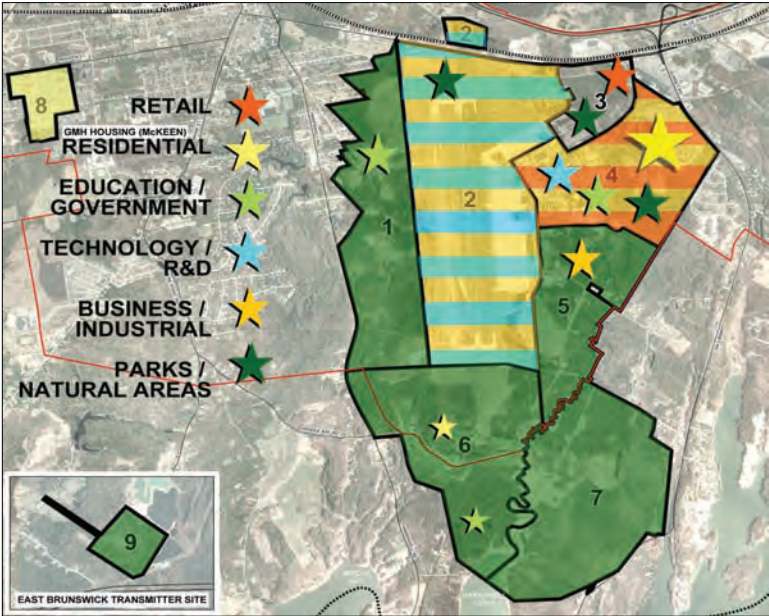 2
8
RETAIL
3
GMH HOUSING (McKEEN)
RESIDENTIAL
4
EDUCATION /
GOVERNMENT
2
1
TECHNOLOGY /
R&D
5
BUSINESS /
INDUSTRIAL
PARKS /
NATURAL AREAS
6
7
9
EAST BRUNSWICK TRANSMITTER SITE